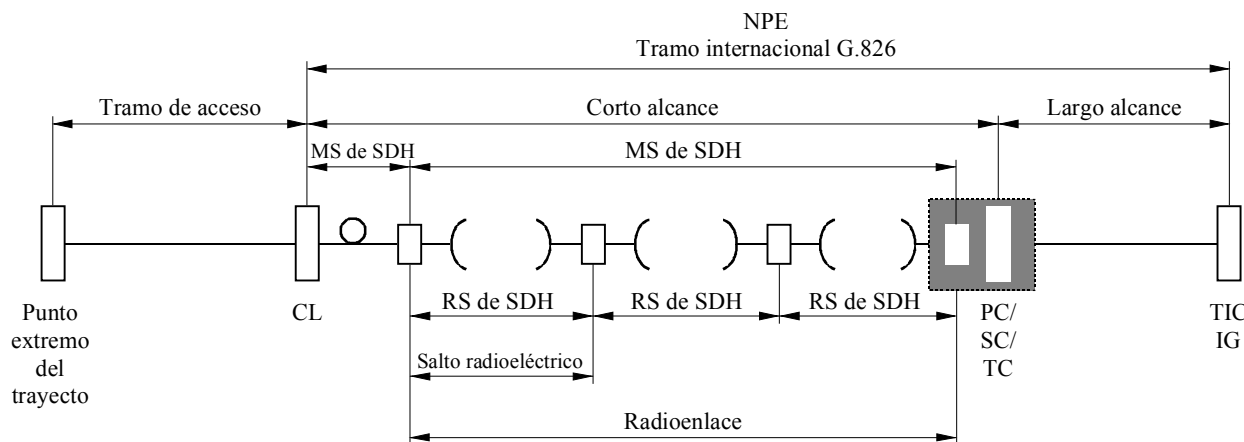 NPE
Tramo internacional G.826
Tramo de acceso
Corto alcance
Largo alcance
MS de SDH
MS de SDH
RS de SDH
RS de SDH
RS de SDH
Salto radioeléctrico
Radioenlace
Punto
extremo
del
trayecto
CL
PC/
SC/
TC
TIC
IG